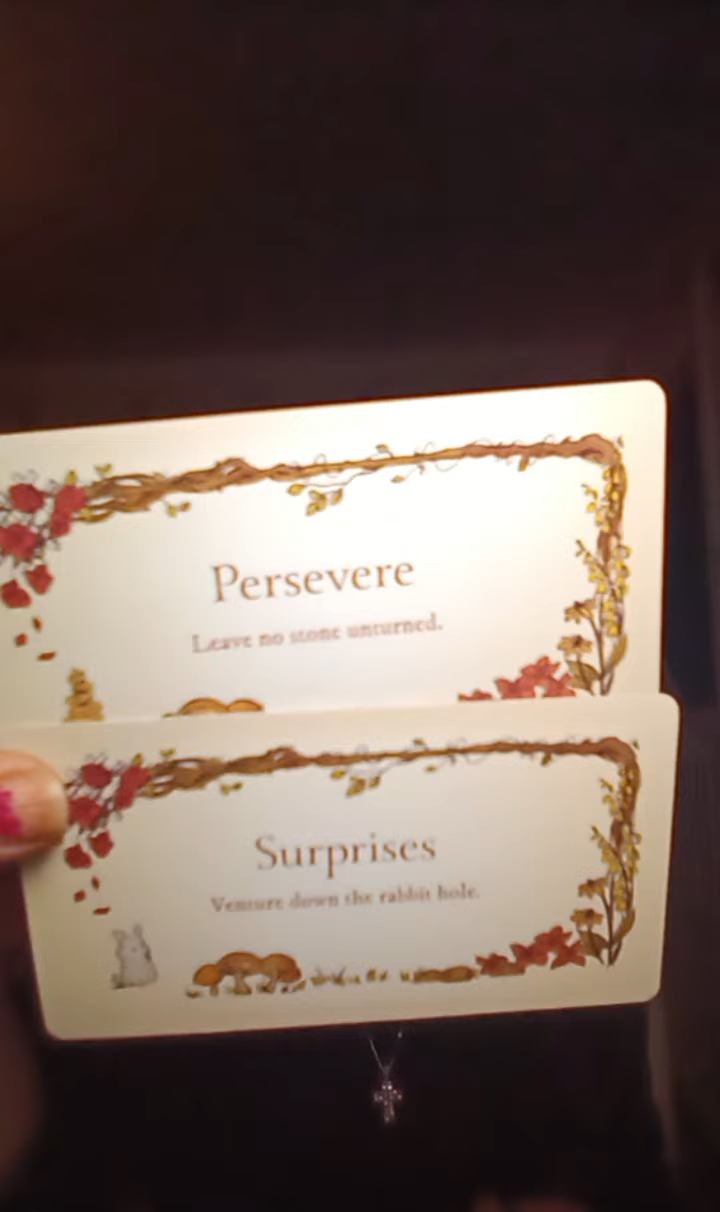 Persevere
Leave no stone unturned.
Surprises
Venture down the rabbit hole.